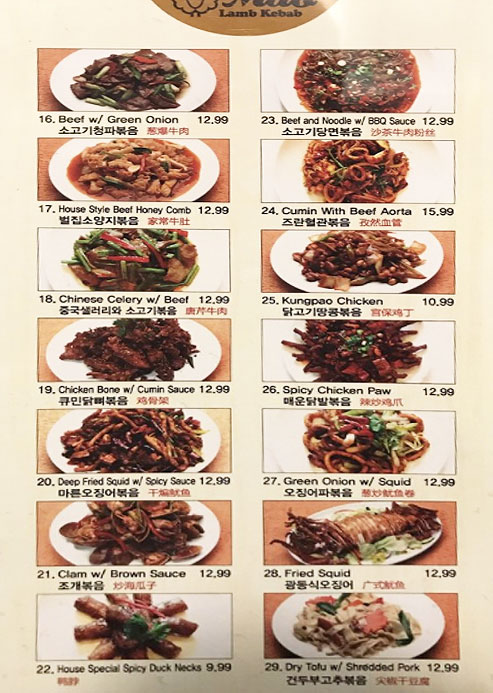 Lamb Kebab
16. Beef w/ Green Onion 12,99
소고기청파볶음 葱爆牛肉
17. House Style Beef Honey Comb 12,99
벌집소양지볶음 家常牛肚
18. Chinese Celery w/ Beef 12,99
중국샐러리와 소고기볶음 唐芹牛肉
19. Chicken Bone w/ Cumin Sauce 12,99
큐민닭뼈볶음 鸡骨架
20. Deep Fried Squid w/ Spicy Sauce 12,99
마른오징어볶음 干煸鱿鱼
21. Clam w/ Brown Sauce 12,99
조개볶음 炒海瓜子
22. House Special Spicy Duck Necks 9,99
鸭脖
23. Beef and Noodle w/ BBQ Sauce 12,99
소고기당면볶음 沙茶牛肉粉丝
24. Cumin With Beef Aorta 15,99
즈란혈관볶음 孜然血管
25. Kungpao Chicken 10,99
닭고기땅콩볶음 宫保鸡丁
26. Spicy Chicken Paw 12,99
매운닭발볶음 辣炒鸡爪
27. Green Onion w/ Squid 12,99
오징어파볶음 葱炒鱿鱼卷
28. Fried Squid 12,99
광동식오징어 广式鱿鱼
29. Dry Tofu w/ Shredded Pork 12,99
건두부고추볶음 尖椒干豆腐